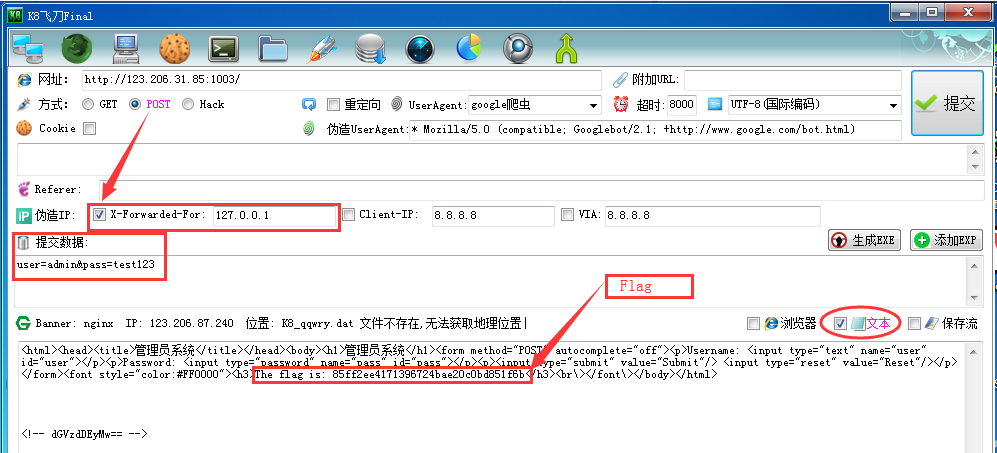 K8飞刀Final
网址: http://123.206.31.85:1003/ 附加URL:
方式: GET POST Hack 重定向 UserAgent: google爬虫 超时: 8000 UTF-8(国际编码) 提交
Cookie 伪造UserAgent: * Mozilla/5.0 (compatible; Googlebot/2.1; +http://www.google.com/bot.html)
Referer:
iP 伪造IP: X-Forwarded-For: 127.0.0.1 Client-IP: 8.8.8.8 VIA: 8.8.8.8
提交数据: 生成EXE 添加EXP
user=admin&pass=test123
Flag
Banner: nginx IP: 123.206.87.240 位置: K8_qqwry.dat 文件不存在,无法获取地理位置| 浏览器 文本 保存流
<html><head><title>管理员系统</title></head><body><h1>管理员系统</h1><form method="POST" autocomplete="off"><p>Username: <input type="text" name="user"
id="user"></p><p>Password: <input type="password" name="pass" id="pass"></p><p><input type="submit" value="Submit"/> <input type="reset" value="Reset"/></p>
</form><font style="color:#FF0000"><h3>The flag is: 85ff2ee4171396724bae20c0bd851f6b</h3><br\></font\></body></html>
<!-- dGVzdDEyMw== -->